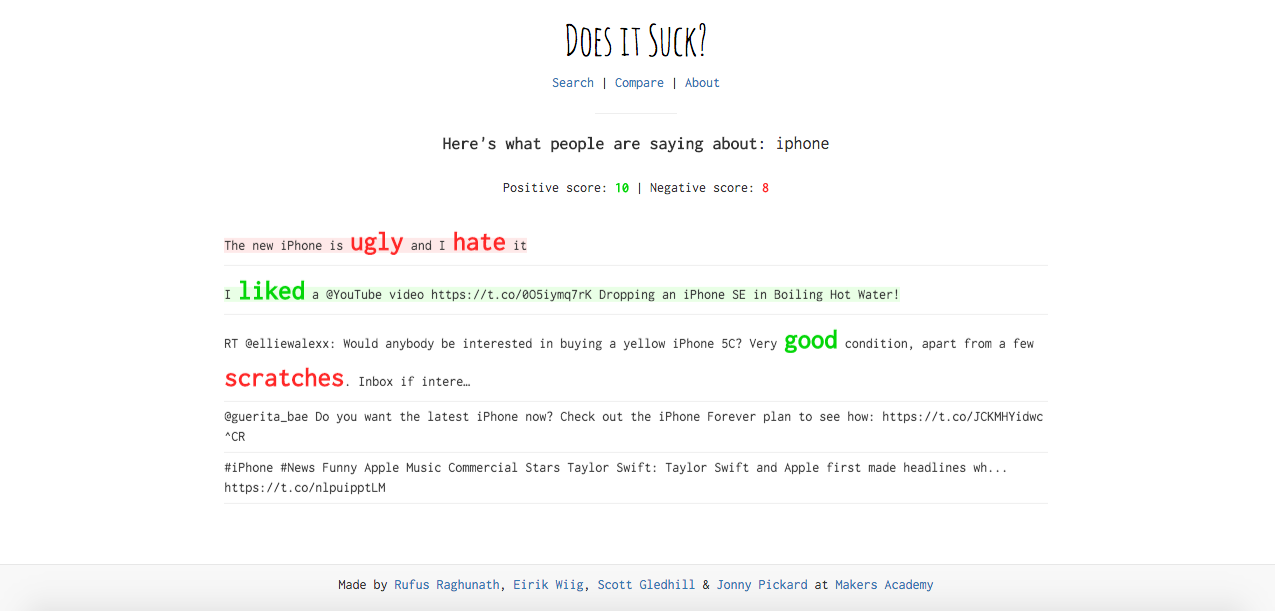 Does it Suck?
Search | Compare | About
Here's what people are saying about: iphone
Positive score: 10 | Negative score: 8
The new iPhone is ugly and I hate it
I liked a @YouTube video https://t.co/0O5iymq7rK Dropping an iPhone SE in Boiling Hot Water!
RT @elliewalexx: Would anybody be interested in buying a yellow iPhone 5C? Very good condition, apart from a few
scratches. Inbox if intere…
@guerita_bae Do you want the latest iPhone now? Check out the iPhone Forever plan to see how: https://t.co/JCKMHYidwc
^CR
#iPhone #News Funny Apple Music Commercial Stars Taylor Swift: Taylor Swift and Apple first made headlines wh...
https://t.co/nlpuipptLM
Made by Rufus Raghunath, Eirik Wiig, Scott Gledhill & Jonny Pickard at Makers Academy